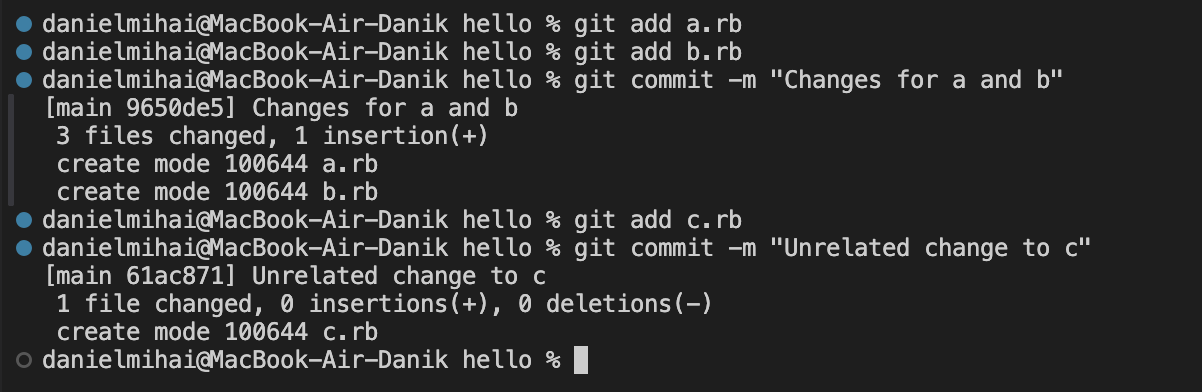 danielmihai@MacBook-Air-Danik hello % git add a.rb
danielmihai@MacBook-Air-Danik hello % git add b.rb
danielmihai@MacBook-Air-Danik hello % git commit -m "Changes for a and b"
[main 9650de5] Changes for a and b
3 files changed, 1 insertion(+)
create mode 100644 a.rb
create mode 100644 b.rb
danielmihai@MacBook-Air-Danik hello % git add c.rb
danielmihai@MacBook-Air-Danik hello % git commit -m "Unrelated change to c"
[main 61ac871] Unrelated change to c
1 file changed, 0 insertions(+), 0 deletions(-)
create mode 100644 c.rb
danielmihai@MacBook-Air-Danik hello %